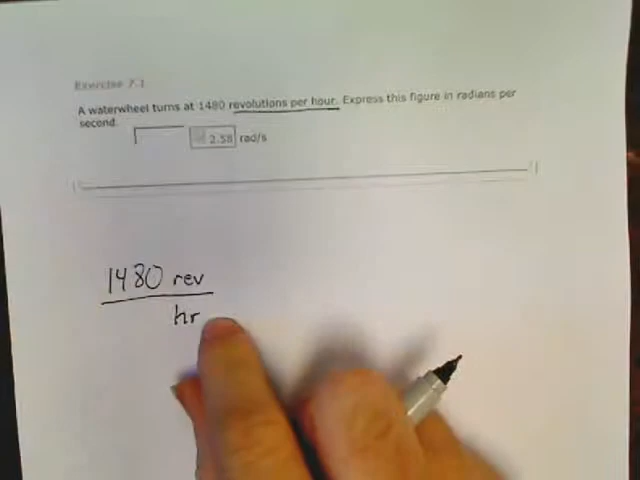 Exercise 7.1
A waterwheel turns at 1480 revolutions per hour. Express this figure in radians per
second.
2.58 rad/s
1480 rev
hr